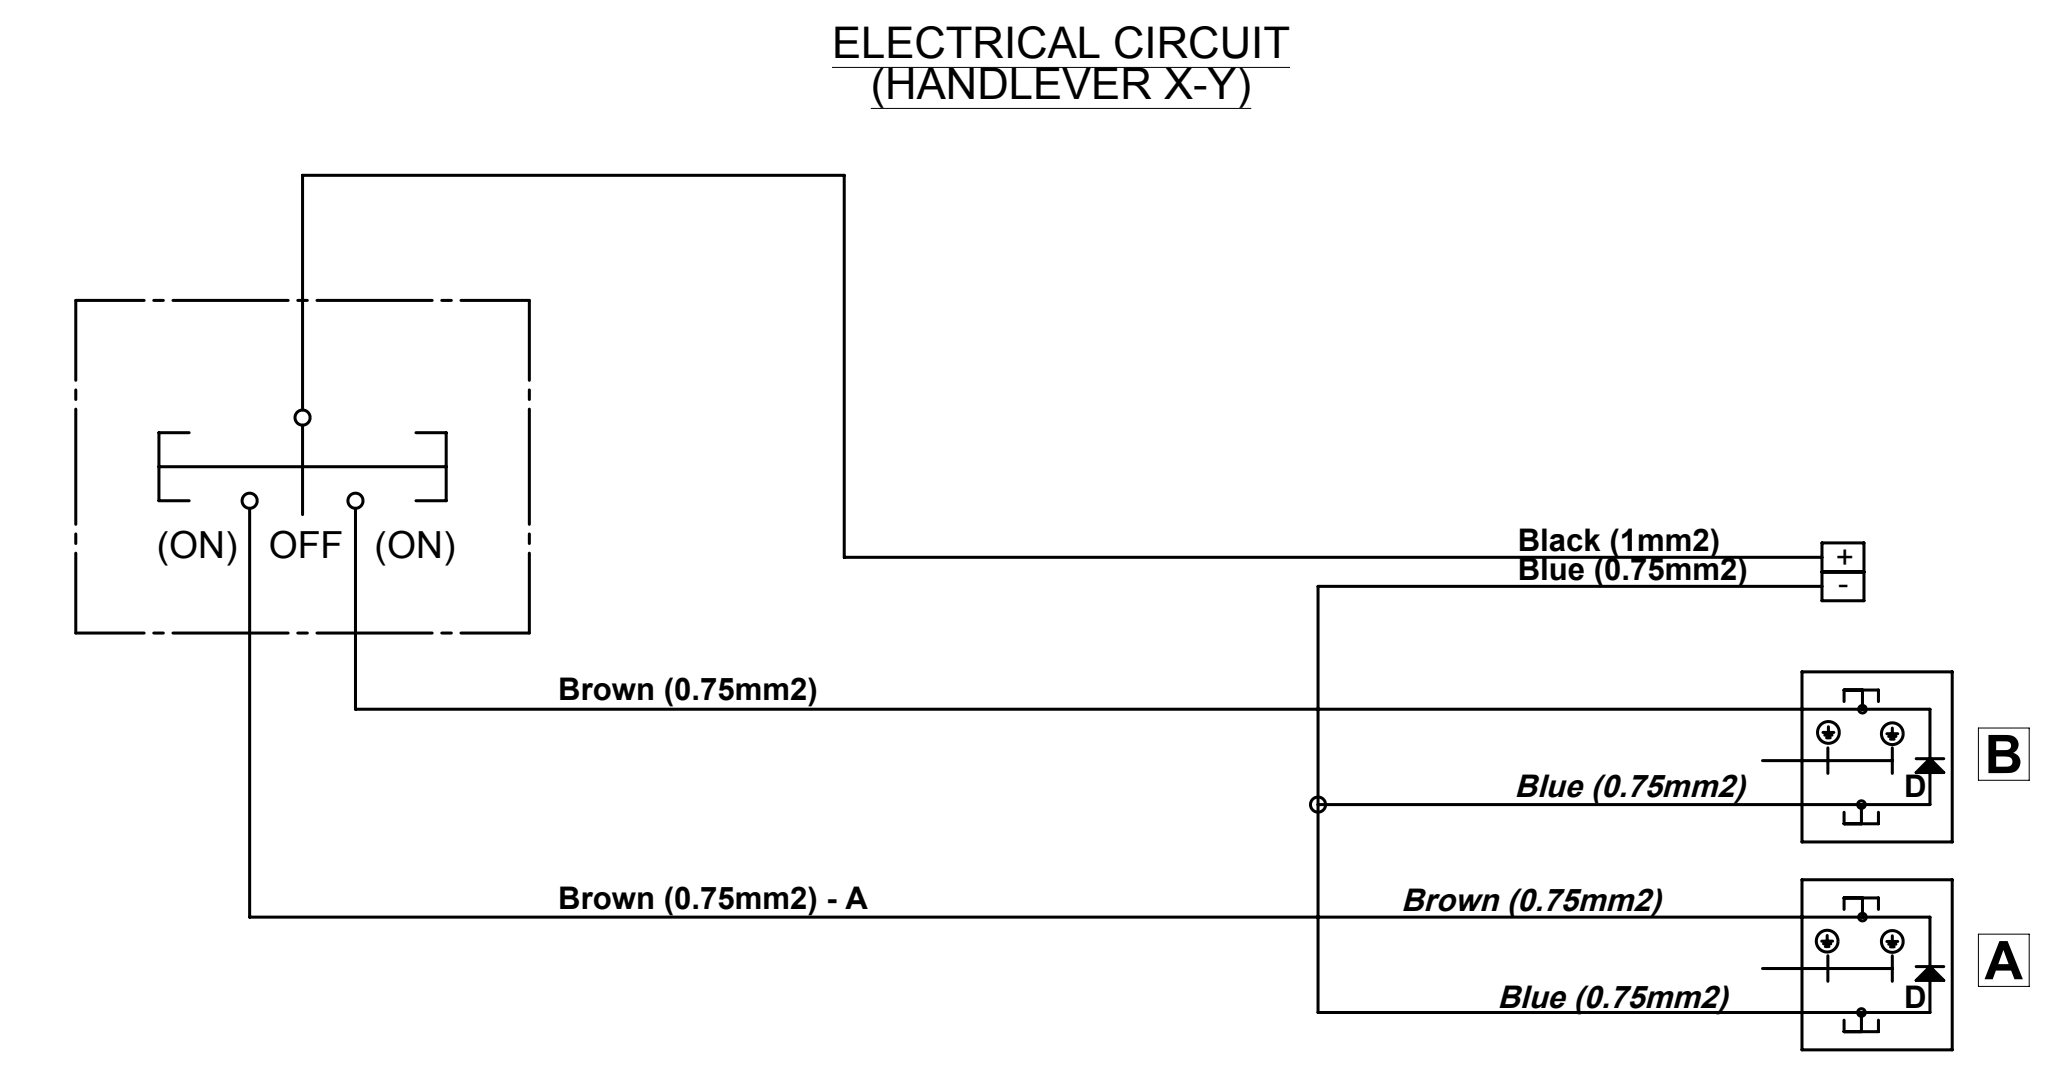 ELECTRICAL CIRCUIT
(HANDLEVER X-Y)
(ON) OFF (ON)
Black (1mm2)
+
Blue (0.75mm2)
-
Brown (0.75mm2)
B
Blue (0.75mm2)
D
Brown (0.75mm2) - A
Brown (0.75mm2)
A
Blue (0.75mm2)
D